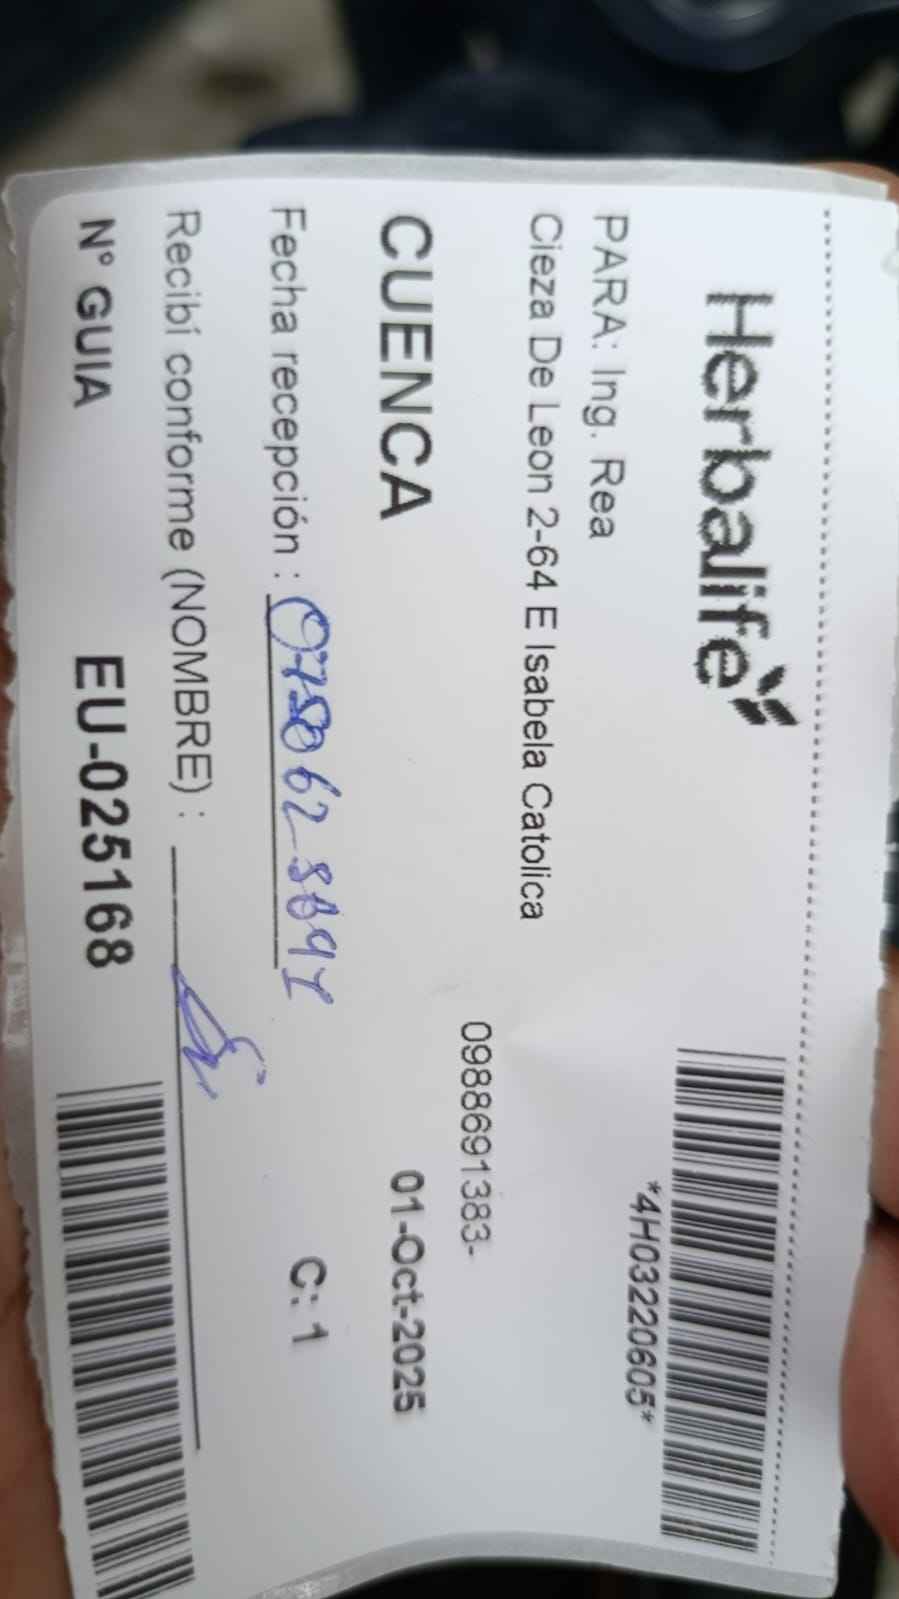 Herbalife
*4H03220605*
PARA: Ing. Rea
Cieza De Leon 2-64 E Isabela Catolica
0988691383-
CUENCA 01-Oct-2025
Fecha recepción : C: 1
Recibí conforme (NOMBRE) :
Nº GUIA EU-025168